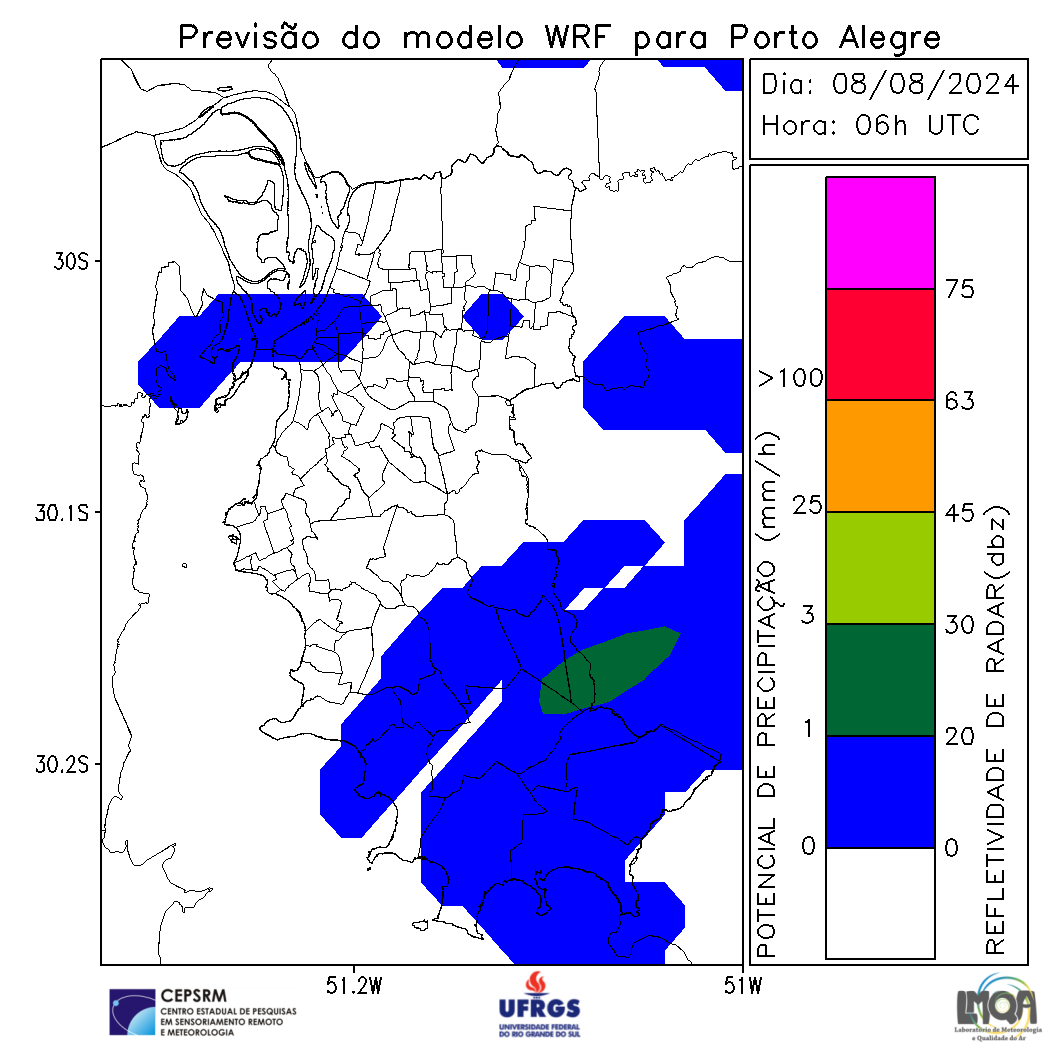 Previsão do modelo WRF para Porto Alegre
Dia: 08/08/2024
Hora: 06h UTC
30S
30.1S
30.2S
51.2W
51W
POTENCIAL DE PRECIPITAÇÃO (mm/h)
>100
25
3
1
0
75
63
45
30
20
0
REFLETIVIDADE DE RADAR(dbz)
CEPSRM
CENTRO ESTADUAL DE PESQUISAS
EM SENSORIAMENTO REMOTO
E METEOROLOGIA
UFRGS
UNIVERSIDADE FEDERAL
DO RIO GRANDE DO SUL
LMQA
Laboratório de Meteorologia
e Qualidade do Ar